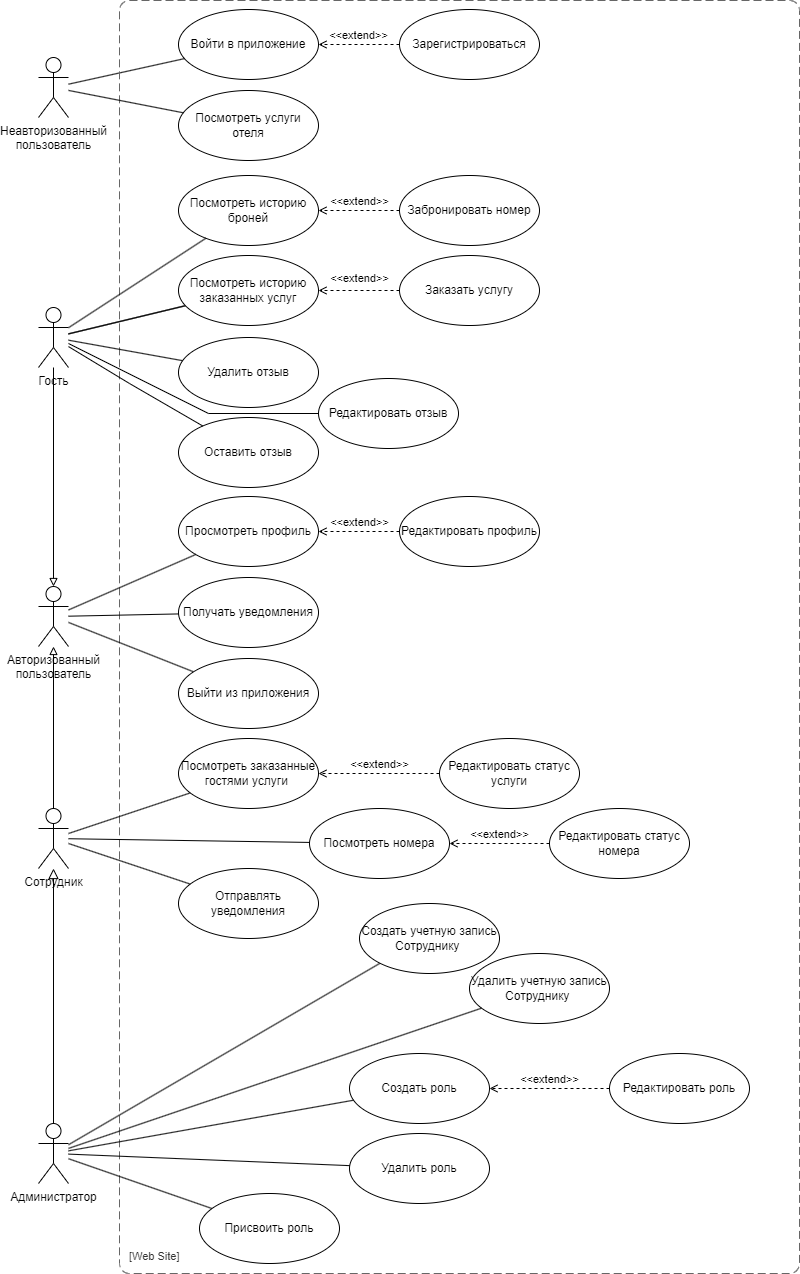 Войти в приложение
<<extend>>
Зарегистрироваться
Неавторизованный
пользователь
Посмотреть услуги
отеля
Посмотреть историю
броней
<<extend>>
Забронировать номер
Посмотреть историю
заказанных услуг
<<extend>>
Заказать услугу
Гость
Удалить отзыв
Редактировать отзыв
Оставить отзыв
Просмотреть профиль
<<extend>>
Редактировать профиль
Получать уведомления
Авторизованный
пользователь
Выйти из приложения
Посмотреть заказанные
гостями услуги
<<extend>>
Редактировать статус
услуги
Посмотреть номера
<<extend>>
Редактировать статус
номера
Сотрудник
Отправлять
уведомления
Создать учетную запись
Сотруднику
Удалить учетную запись
Сотруднику
Создать роль
<<extend>>
Редактировать роль
Удалить роль
Администратор
Присвоить роль
[Web Site]